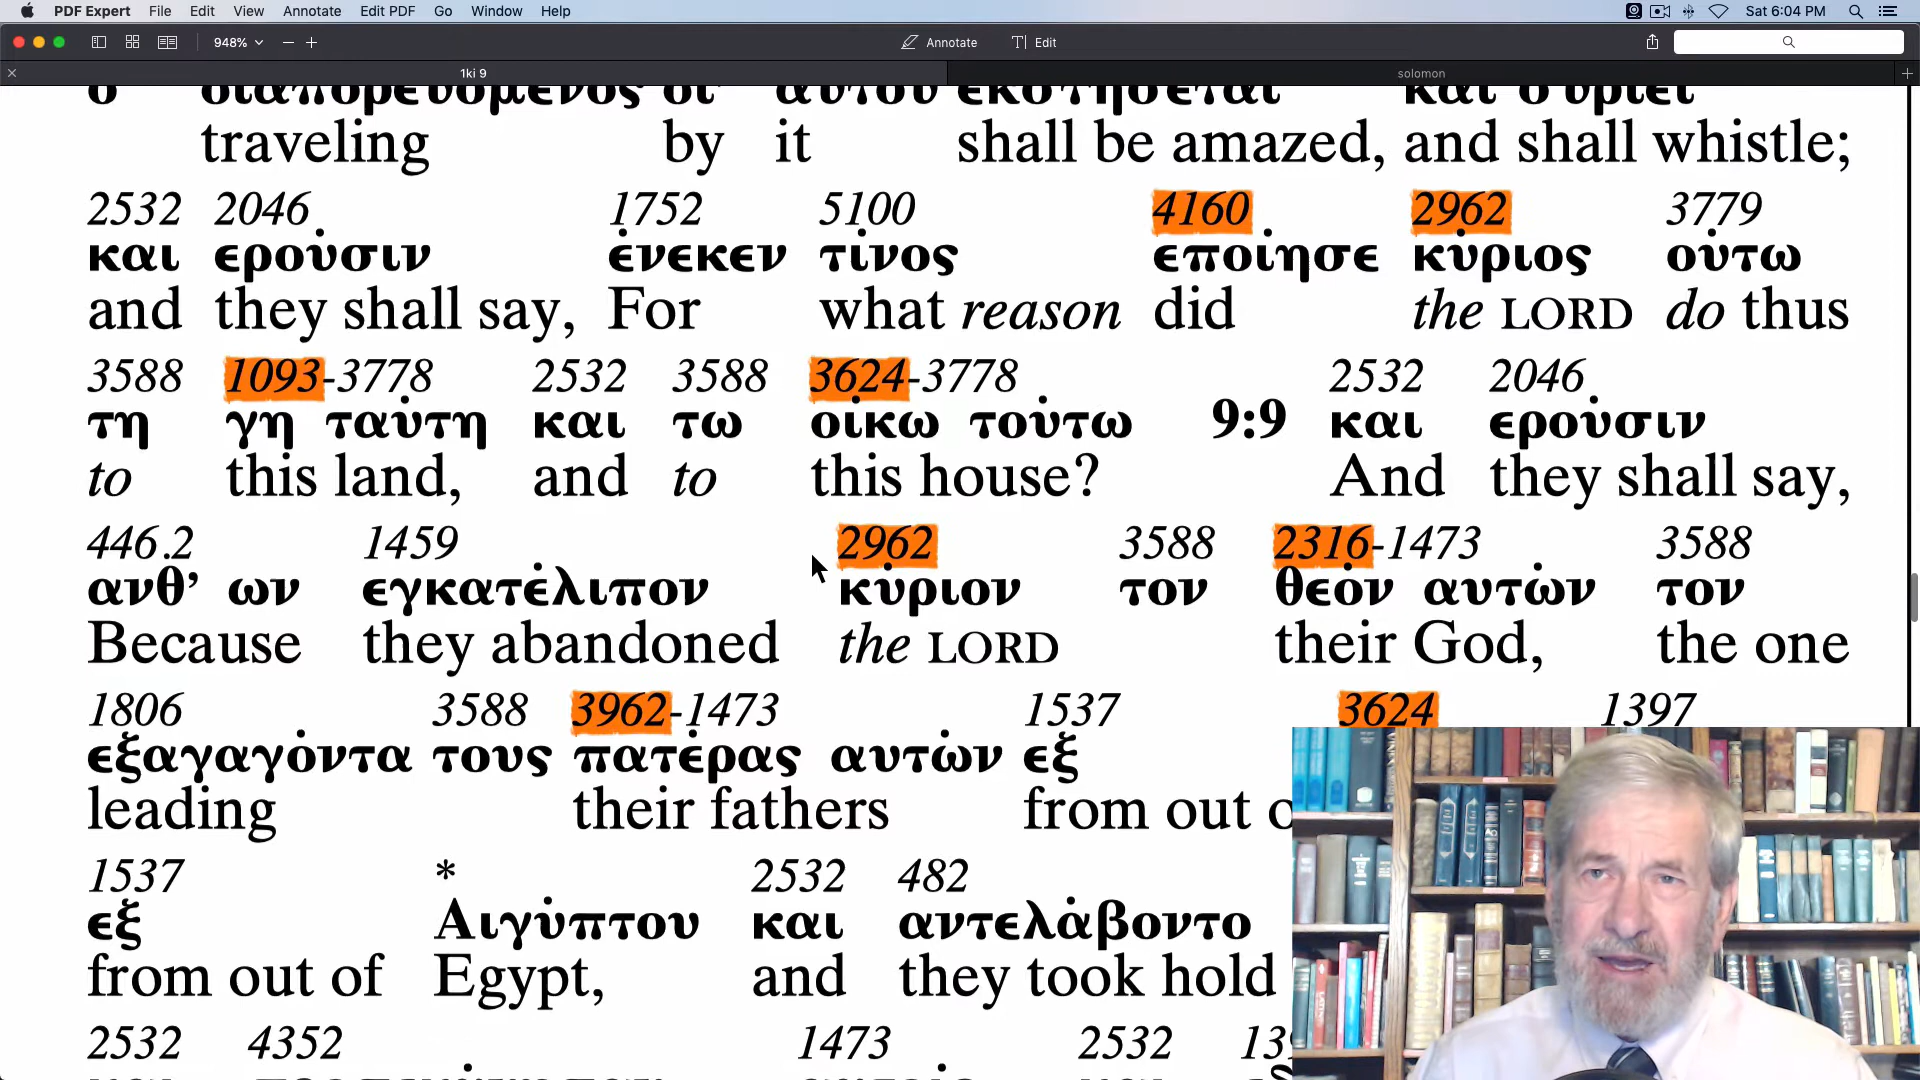 PDF Expert File Edit View Annotate Edit PDF Go Window Help Sat 6:04 PM
948% Annotate Edit
1ki 9 solomon
ο διαπορευόμενος δι' αυτού εκστήσεται και συριεί
traveling by it shall be amazed, and shall whistle;
2532 2046 1752 5100 4160 2962 3779
και ερούσιν ένεκεν τίνος εποίησε κύριος ούτω
and they shall say, For what reason did the LORD do thus
3588 1093-3778 2532 3588 3624-3778 2532 2046
τη γη ταύτη και τω οίκω τούτω 9:9 και ερούσιν
to this land, and to this house? And they shall say,
446.2 1459 2962 3588 2316-1473 3588
ανθ' ων εγκατέλιπον κύριον τον θεόν αυτών τον
Because they abandoned the LORD their God, the one
1806 3588 3962-1473 1537 3624 1397
εξαγαγόντα τους πατέρας αυτών εξ
leading their fathers from out
1537 * 2532 482
εξ Αιγύπτου και αντελάβοντο
from out of Egypt, and they took hold
2532 4352 1473 2532